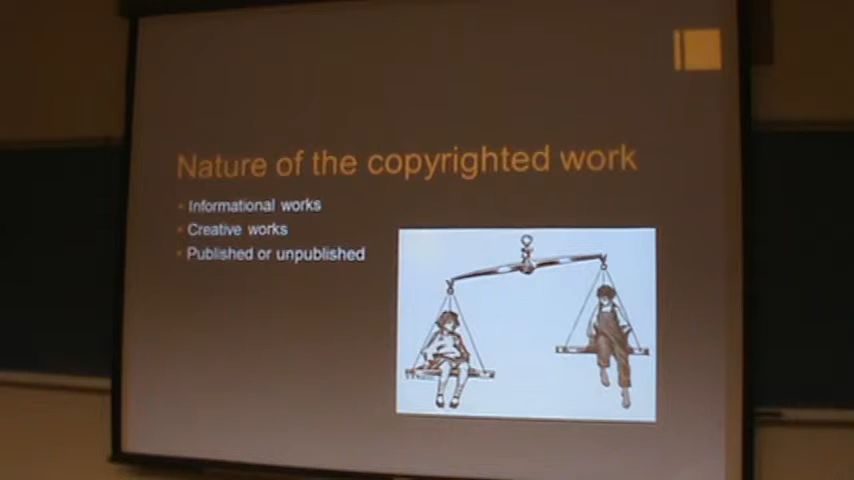 Nature of the copyrighted work
Informational works
Creative works
Published or unpublished